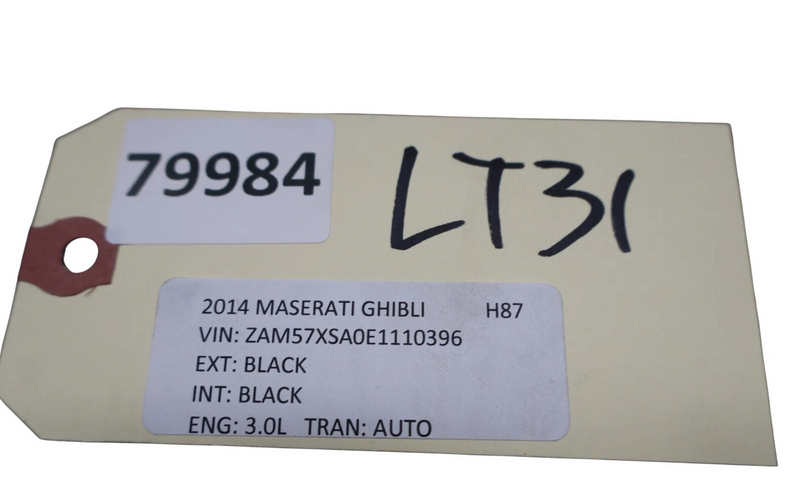 79984
LT31
2014 MASERATI GHIBLI H87
VIN: ZAM57XSA0E1110396
EXT: BLACK
INT: BLACK
ENG: 3.0L TRAN: AUTO